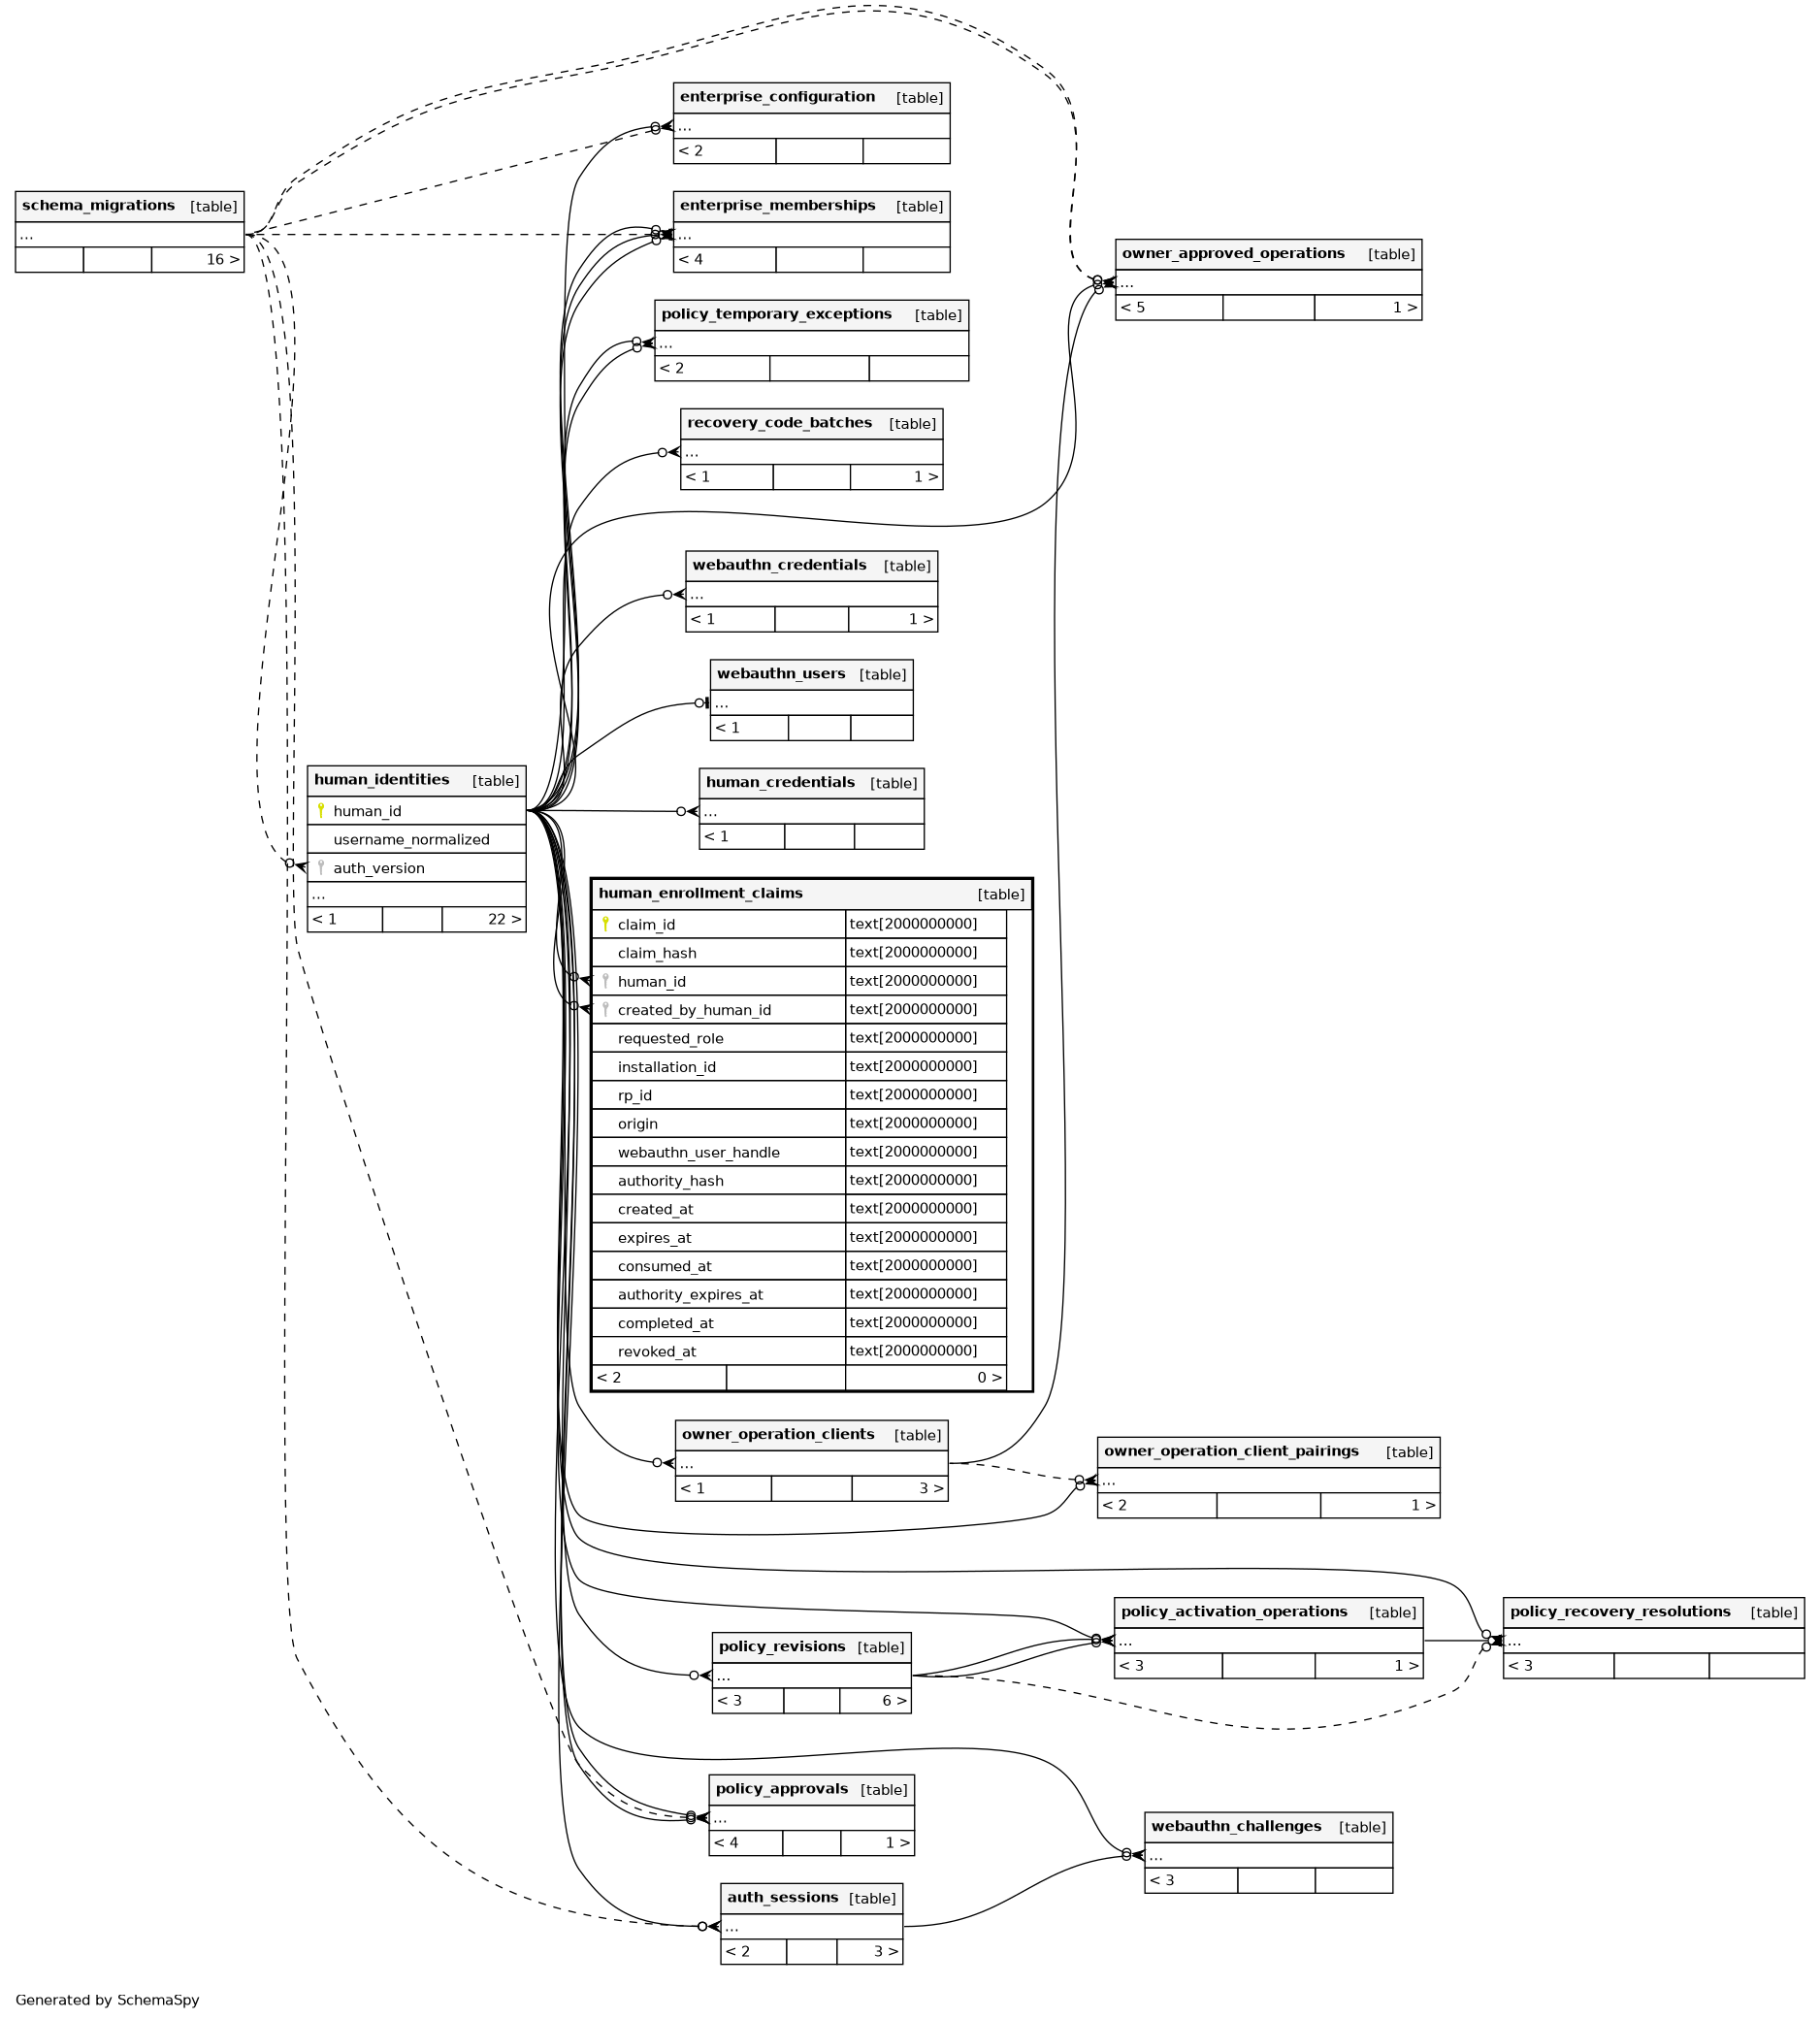 enterprise_configuration [table]
...
< 2
schema_migrations [table]
...
16 >
enterprise_memberships [table]
...
< 4
owner_approved_operations [table]
...
< 5 1 >
policy_temporary_exceptions [table]
...
< 2
recovery_code_batches [table]
...
< 1 1 >
webauthn_credentials [table]
...
< 1 1 >
webauthn_users [table]
...
< 1
human_identities [table]
human_id
username_normalized
auth_version
...
< 1 22 >
human_credentials [table]
...
< 1
human_enrollment_claims [table]
claim_id text[2000000000]
claim_hash text[2000000000]
human_id text[2000000000]
created_by_human_id text[2000000000]
requested_role text[2000000000]
installation_id text[2000000000]
rp_id text[2000000000]
origin text[2000000000]
webauthn_user_handle text[2000000000]
authority_hash text[2000000000]
created_at text[2000000000]
expires_at text[2000000000]
consumed_at text[2000000000]
authority_expires_at text[2000000000]
completed_at text[2000000000]
revoked_at text[2000000000]
< 2 0 >
owner_operation_clients [table]
...
< 1 3 >
owner_operation_client_pairings [table]
...
< 2 1 >
policy_activation_operations [table]
...
< 3 1 >
policy_recovery_resolutions [table]
...
< 3
policy_revisions [table]
...
< 3 6 >
policy_approvals [table]
...
< 4 1 >
webauthn_challenges [table]
...
< 3
auth_sessions [table]
...
< 2 3 >
Generated by SchemaSpy